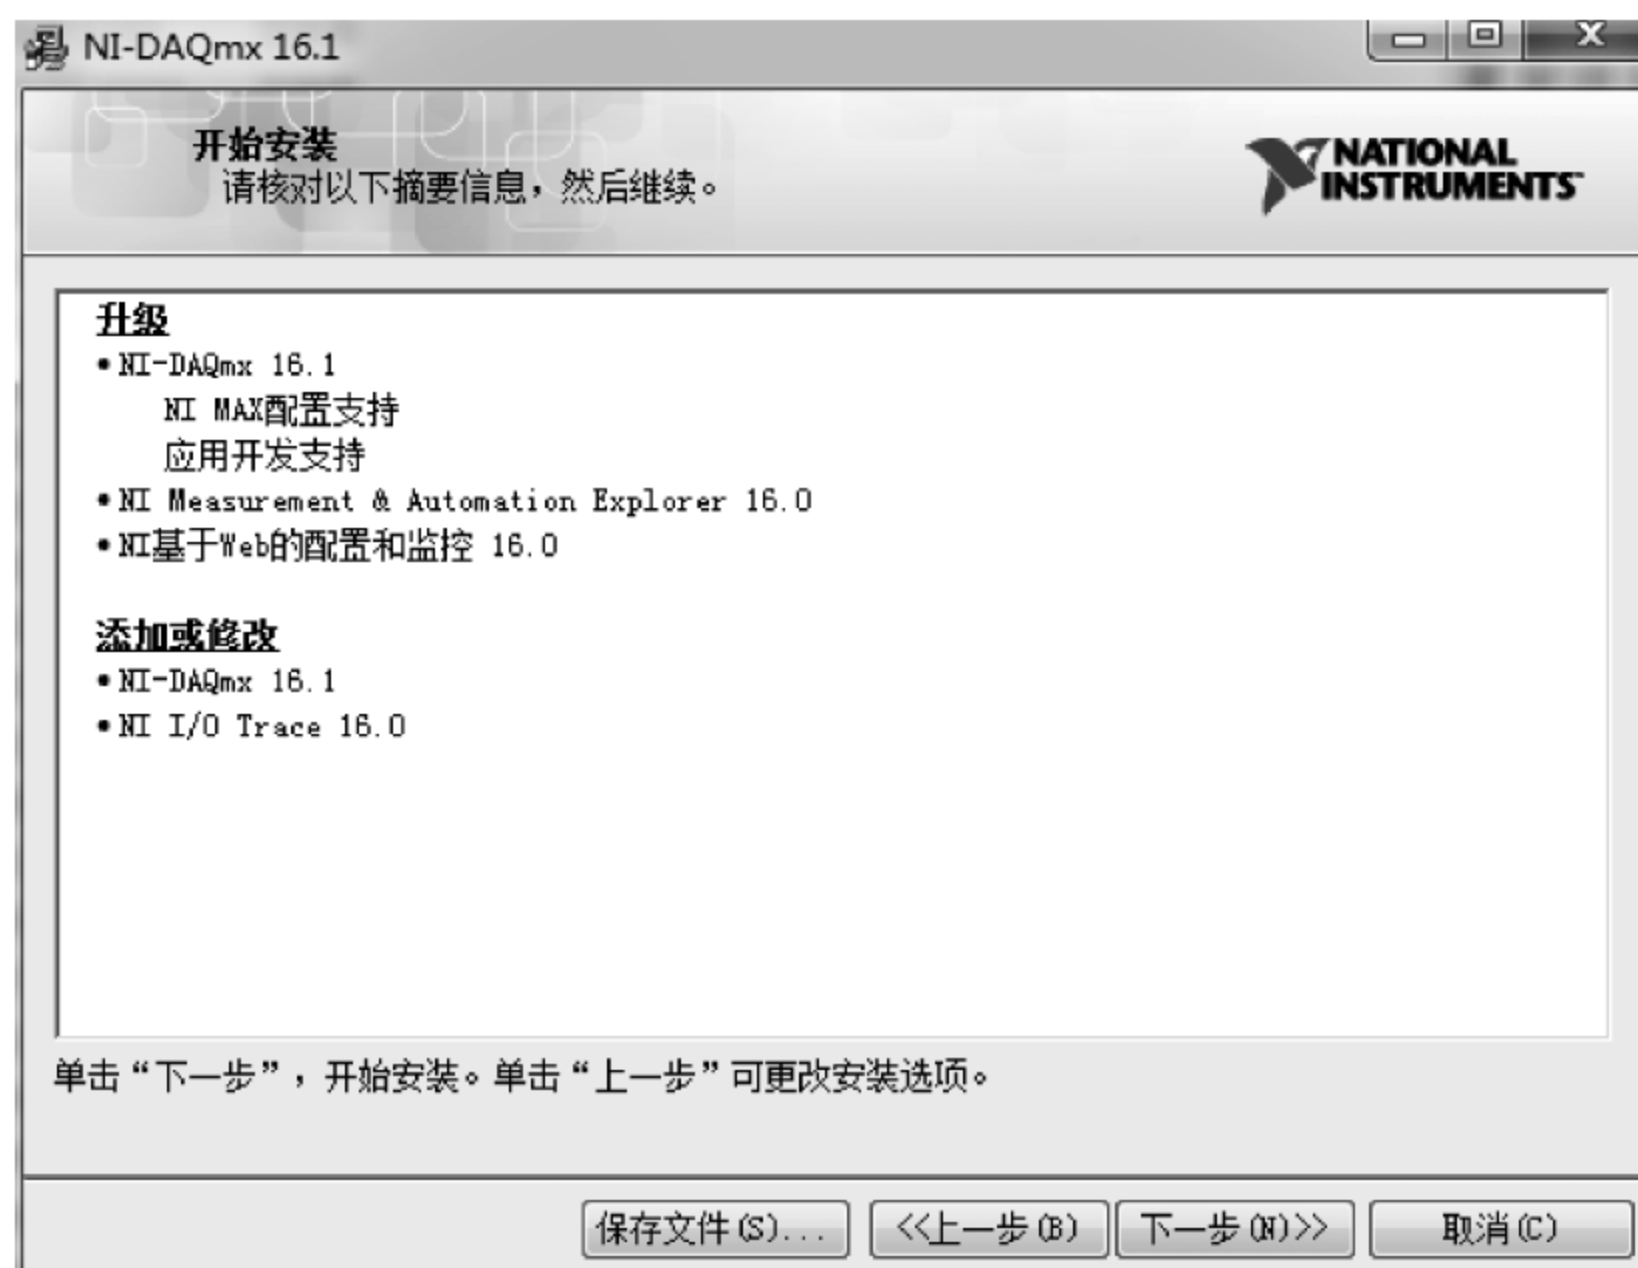 NI-DAQmx 16.1
开始安装
请核对以下摘要信息，然后继续。
NATIONAL
INSTRUMENTS™
升级
•NI-DAQmx 16.1
NI MAX配置支持
应用开发支持
•NI Measurement & Automation Explorer 16.0
•NI基于Web的配置和监控 16.0
添加或修改
•NI-DAQmx 16.1
•NI I/O Trace 16.0
单击“下一步”，开始安装。单击“上一步”可更改安装选项。
保存文件(S)... <<上一步(B) 下一步(N)>> 取消(C)